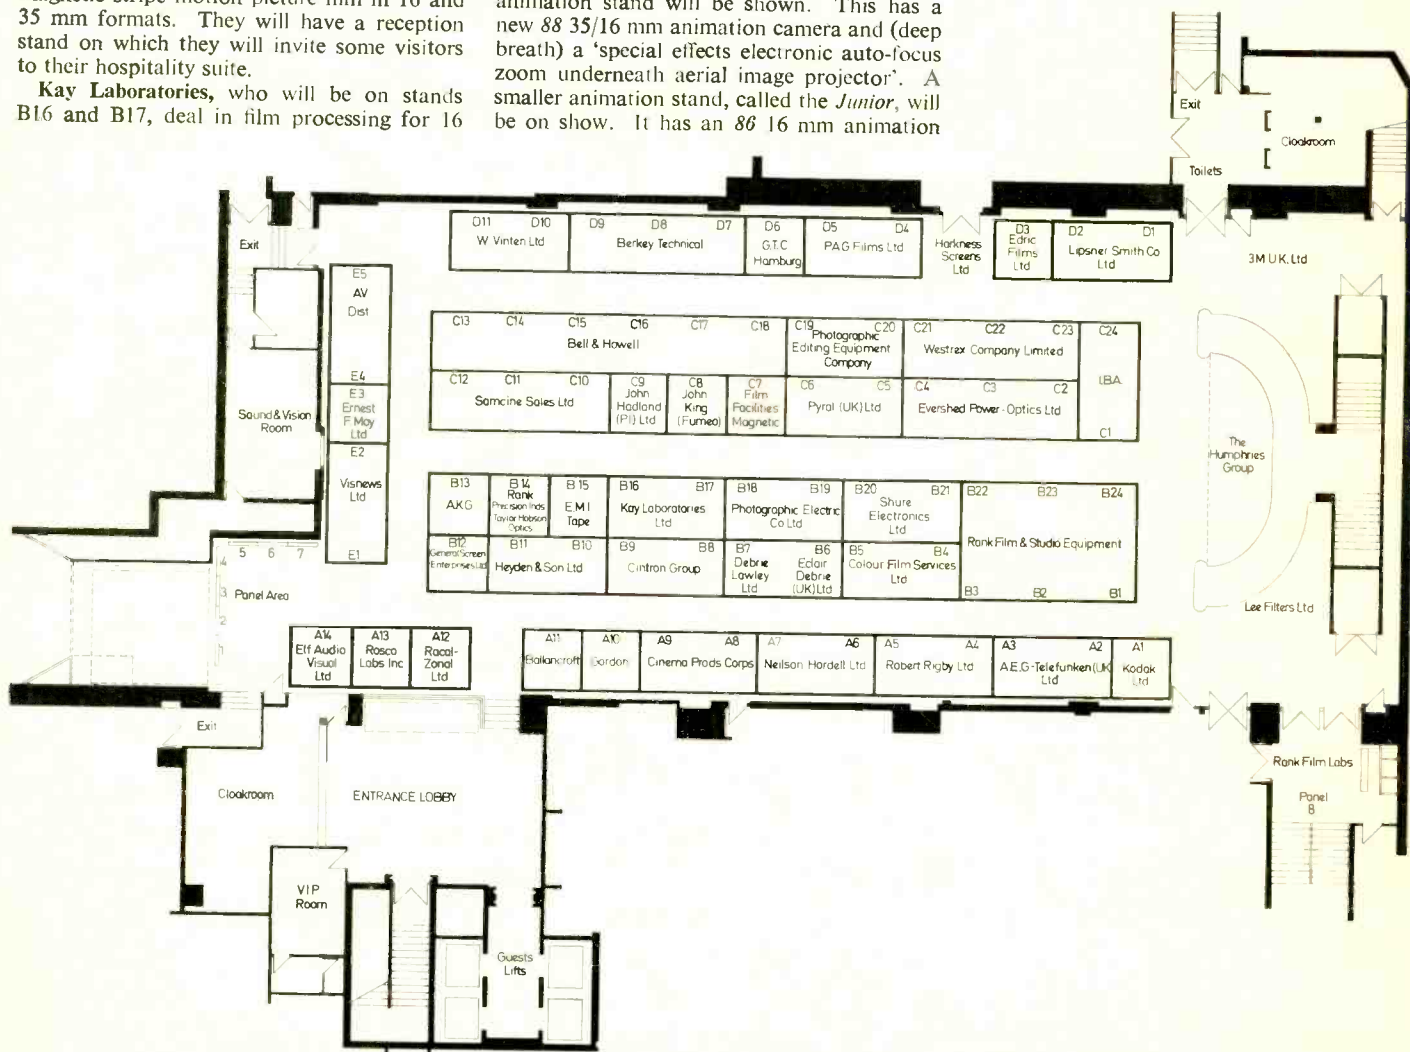 35 mm formats. They will have a reception
stand on which they will invite some visitors
to their hospitality suite.
Kay Laboratories, who will be on stands
B16 and B17, deal in film processing for 16
animation stand will be shown. This has a
new 88 35/16 mm animation camera and (deep
breath) a ‘special effects electronic auto-focus
zoom underneath aerial image projector’. A
smaller animation stand, called the Junior, will
be on show. It has an 86 16 mm animation
Exit
Cloakroom
Toilets
Exit
D11 D10
W. Vinten Ltd
D9 D8 D7
Berkey Technical
D6
G.T.C
Hamburg
D5 D4
PAG Films Ltd
Harkness
Screens
Ltd
D3
Edric
Films
Ltd
D2 D1
Lipsner Smith Co
Ltd
3M U.K. Ltd
E5
AV
Dist
E4
E3
Ernest
F Moy
Ltd
E2
Visnews
Ltd
E1
Sound & Vision
Room
C13 C14 C15 C16 C17 C18
Bell & Howell
C19 C20
Photographic
Editing Equipment
Company
C21 C22 C23
Westrex Company Limited
C24
I.B.A.
C1
C12 C11 C10
Samcine Sales Ltd
C9
John
Hadland
(P.I.) Ltd
C8
John
King
(Fumeo)
C7
Film
Facilities
Magnetic
C6 C5
Pyral (UK) Ltd
C4 C3 C2
Evershed Power-Optics Ltd
The
Humphries
Group
B13
A.K.G
B14
Rank
Precision Inds
Taylor Hobson
Optics
B15
E.M.I
Tape
B16 B17
Kay Laboratories
Ltd
B18 B19
Photographic Electric
Co Ltd
B20 B21
Shure
Electronics
Ltd
B22 B23 B24
Rank Film & Studio Equipment
B3 B2 B1
B12
General Screen
Enterprises Ltd
B11 B10
Heyden & Son Ltd
B9 B8
Cintron Group
B7
Debrie
Lawley
Ltd
B6
Eclair
Debrie
(UK) Ltd
B5 B4
Colour Film Services
Ltd
Lee Filters Ltd
5 6 7
4
3
2
1
Panel Area
A14
Elf Audio
Visual
Ltd
A13
Rosco
Labs Inc
A12
Racal-
Zonal
Ltd
A11
Ballancroft
A10
Gordon
A9 A8
Cinema Prods Corps
A7 A6
Neilson Hordell Ltd
A5 A4
Robert Rigby Ltd
A3 A2
A.E.G-Telefunken (UK)
Ltd
A1
Kodak
Ltd
Exit
Cloakroom
ENTRANCE LOBBY
Rank Film Labs
Panel
8
VIP
Room
Guests
Lifts